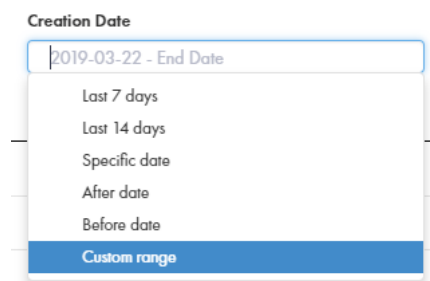 Creation Date
2019-03-22 - End Date
Last 7 days
Last 14 days
Specific date
After date
Before date
Custom range